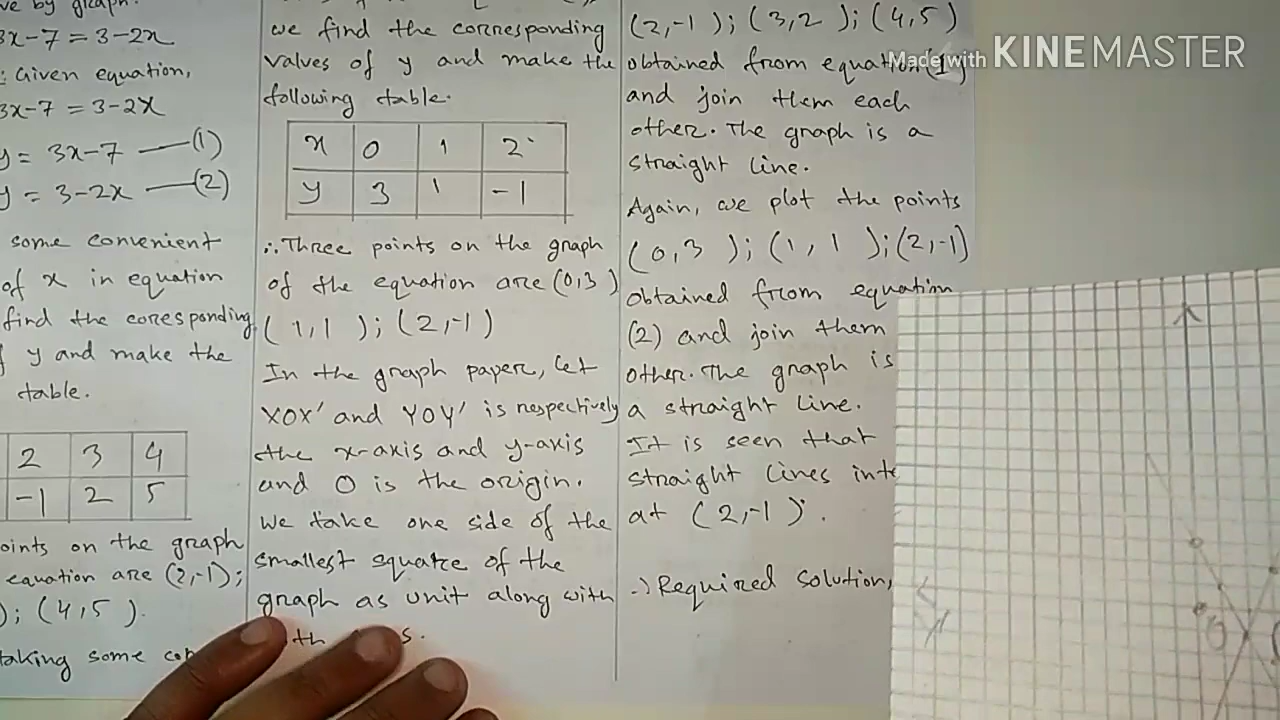 ve by graph.
3x-7 = 3-2x
: Given equation,
3x-7 = 3-2x
y = 3x-7 —(1)
y = 3-2x —(2)
some convenient
of x in equation
find the coresponding
y and make the
table.
2 3 4
-1 2 5
oints on the graph
equation are (2,-1);
); (4,5).
taking some
we find the corresponding
values of y and make the
following table.
x 0 1 2
y 3 1 -1
∴ Three points on the graph
of the equation are (0,3)
(1,1); (2,-1)
In the graph paper, let
XOX' and YOY' is respectively
the x-axis and y-axis
and O is the origin.
We take one side of the
smallest square of the
graph as unit along with
(2,-1); (3,2); (4,5)
obtained from equation (1)
and join them each
other. The graph is a
straight line.
Again, we plot the points
(0,3); (1,1); (2,-1)
obtained from equation
(2) and join them
other. The graph is
a straight line.
It is seen that
straight lines inte
at (2,-1).
∴ Required solution,
Made with KINEMASTER
O